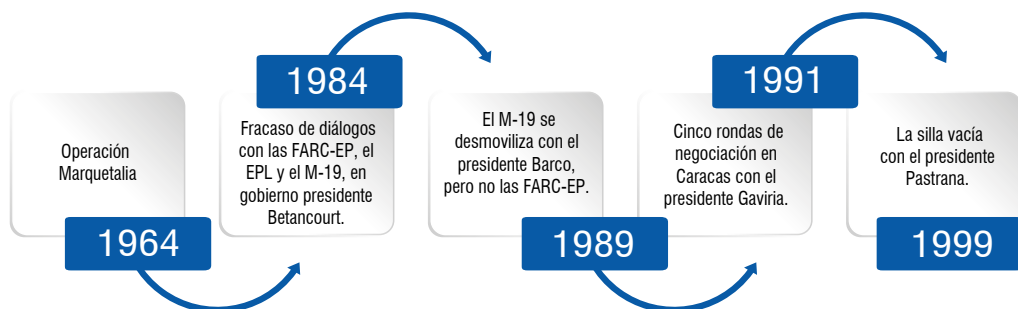 Operación
Marquetalia
1964
1984
Fracaso de diálogos
con las FARC-EP, el
EPL y el M-19, en
gobierno presidente
Betancourt.
El M-19 se
desmoviliza con el
presidente Barco,
pero no las FARC-EP.
1989
1991
Cinco rondas de
negociación en
Caracas con el
presidente Gaviria.
La silla vacía
con el presidente
Pastrana.
1999